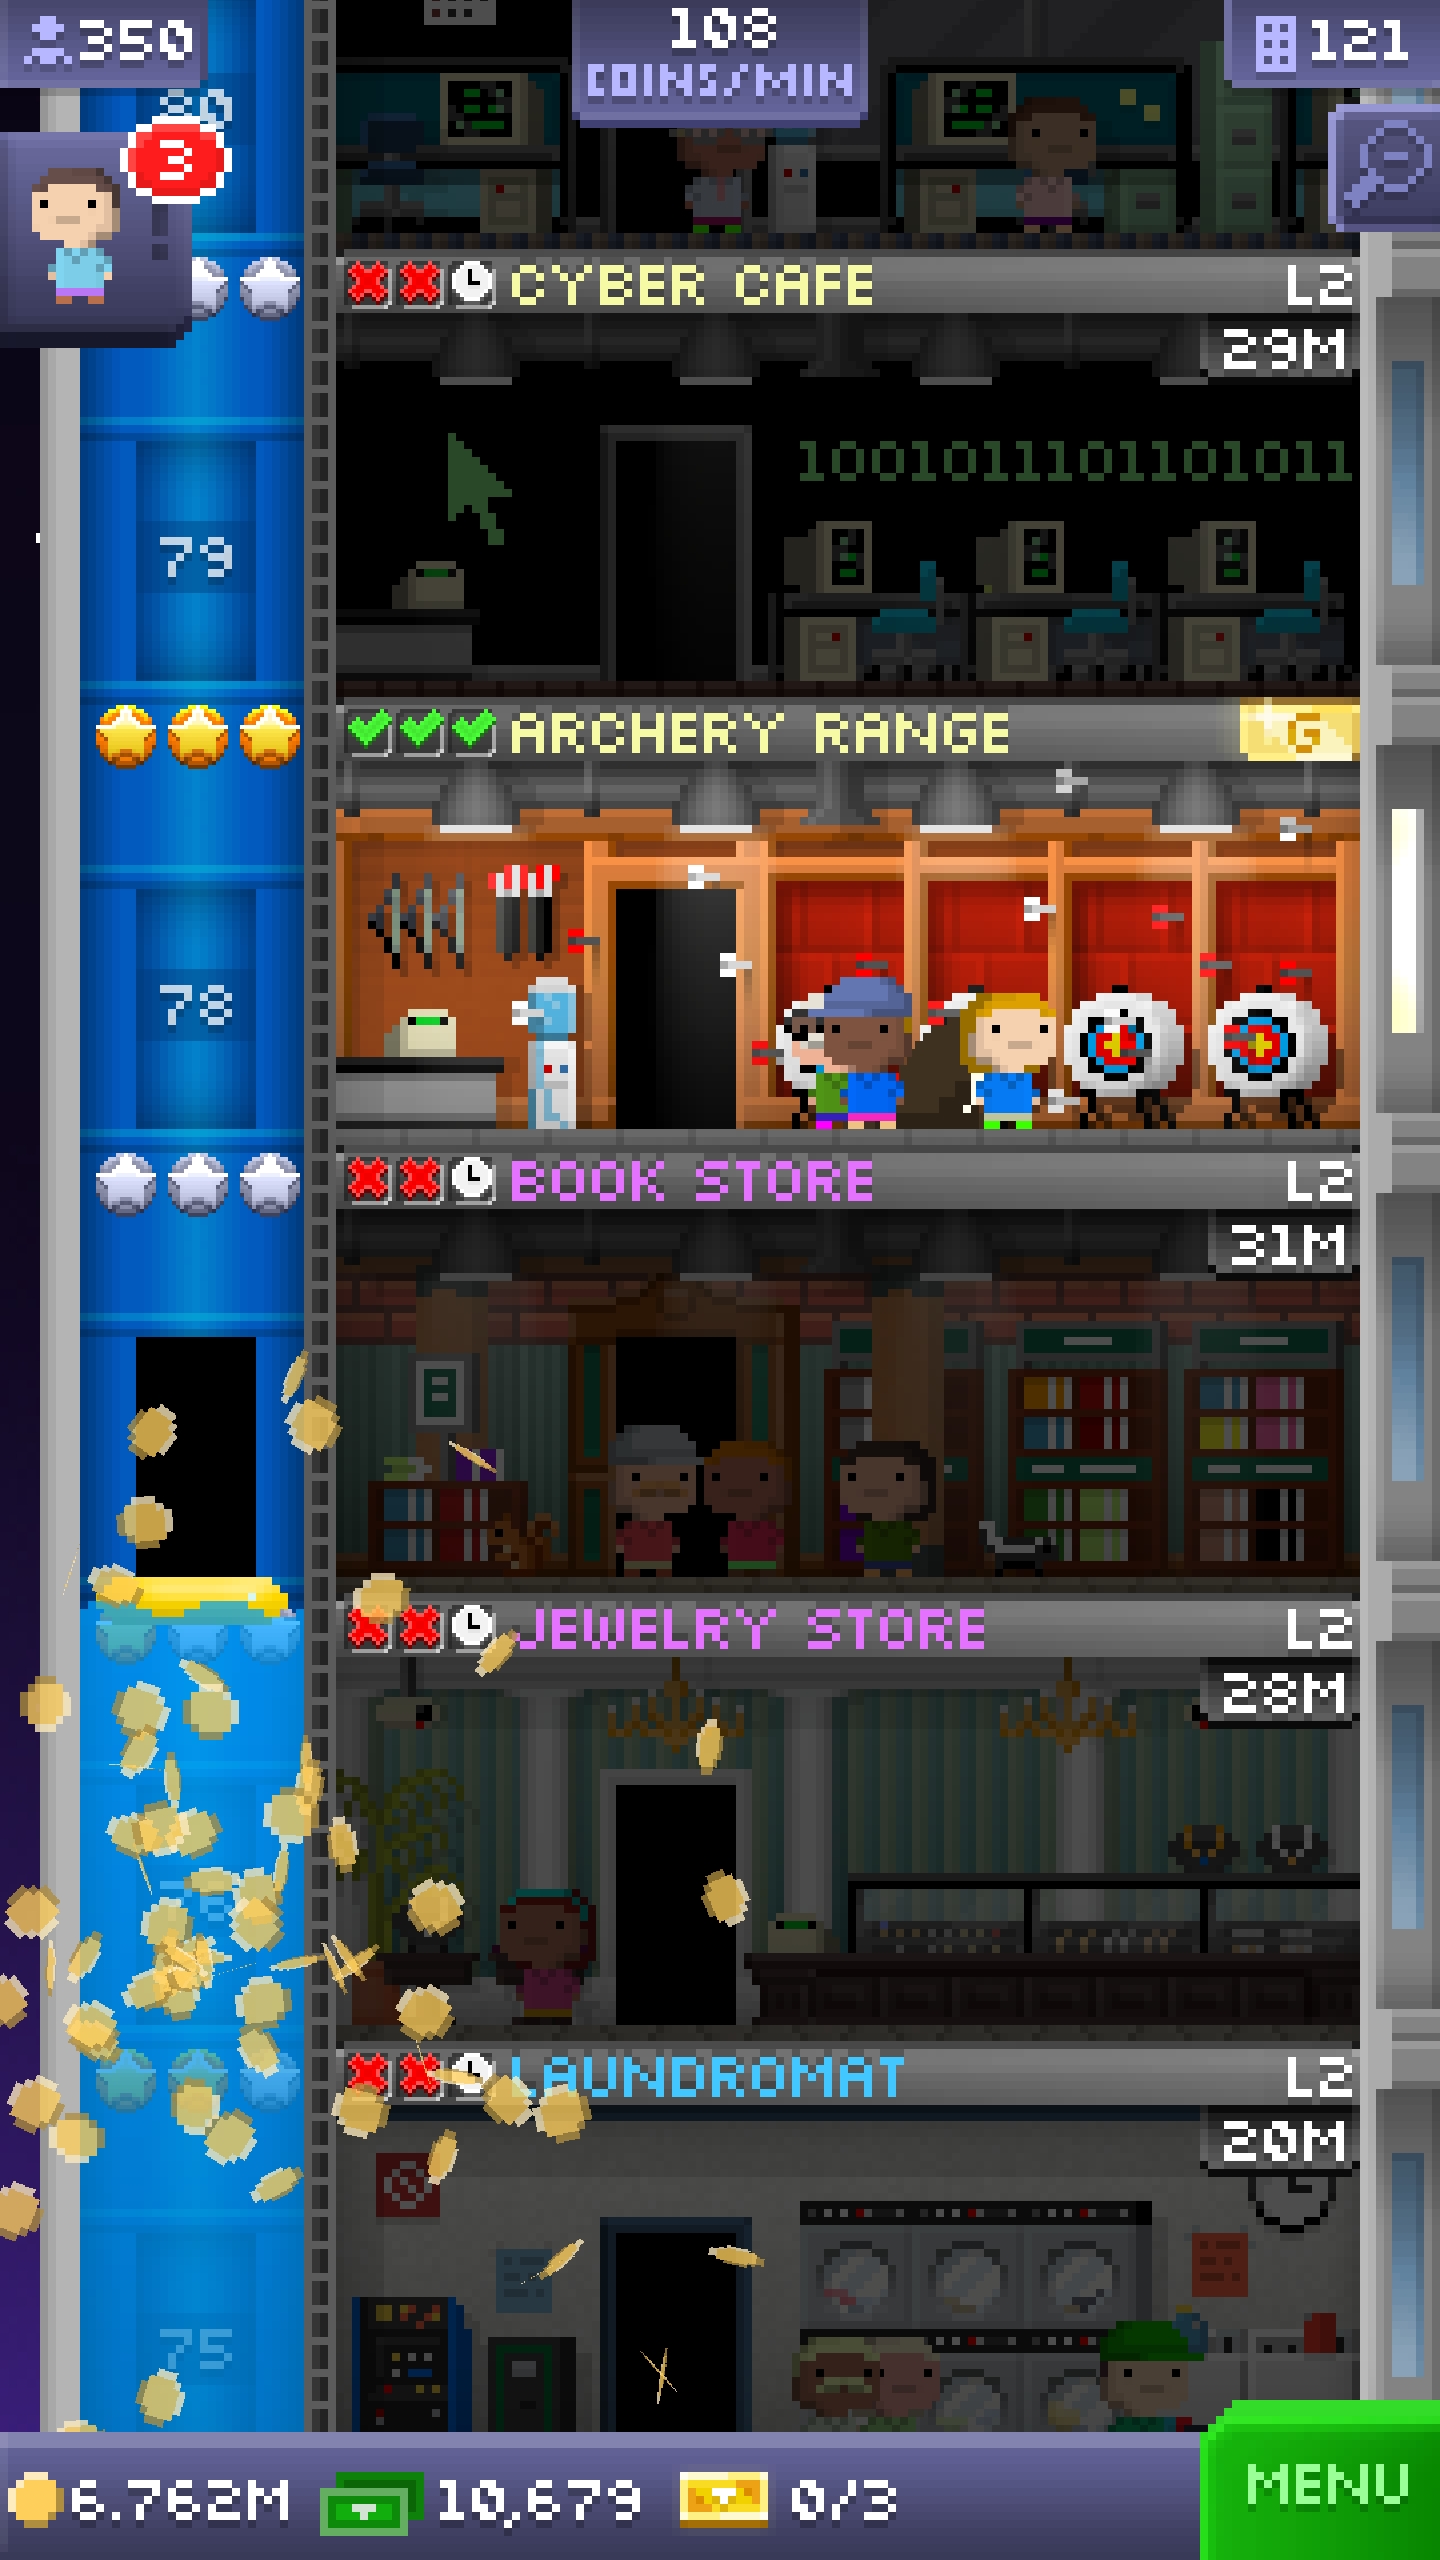 350
108
COINS/MIN
121
80
3
CYBER CAFE L2
29M
1001011101101011
79
ARCHERY RANGE G
78
BOOK STORE L2
31M
JEWELRY STORE L2
28M
LAUNDROMAT L2
20M
75
6.762M 10,679 0/3
MENU